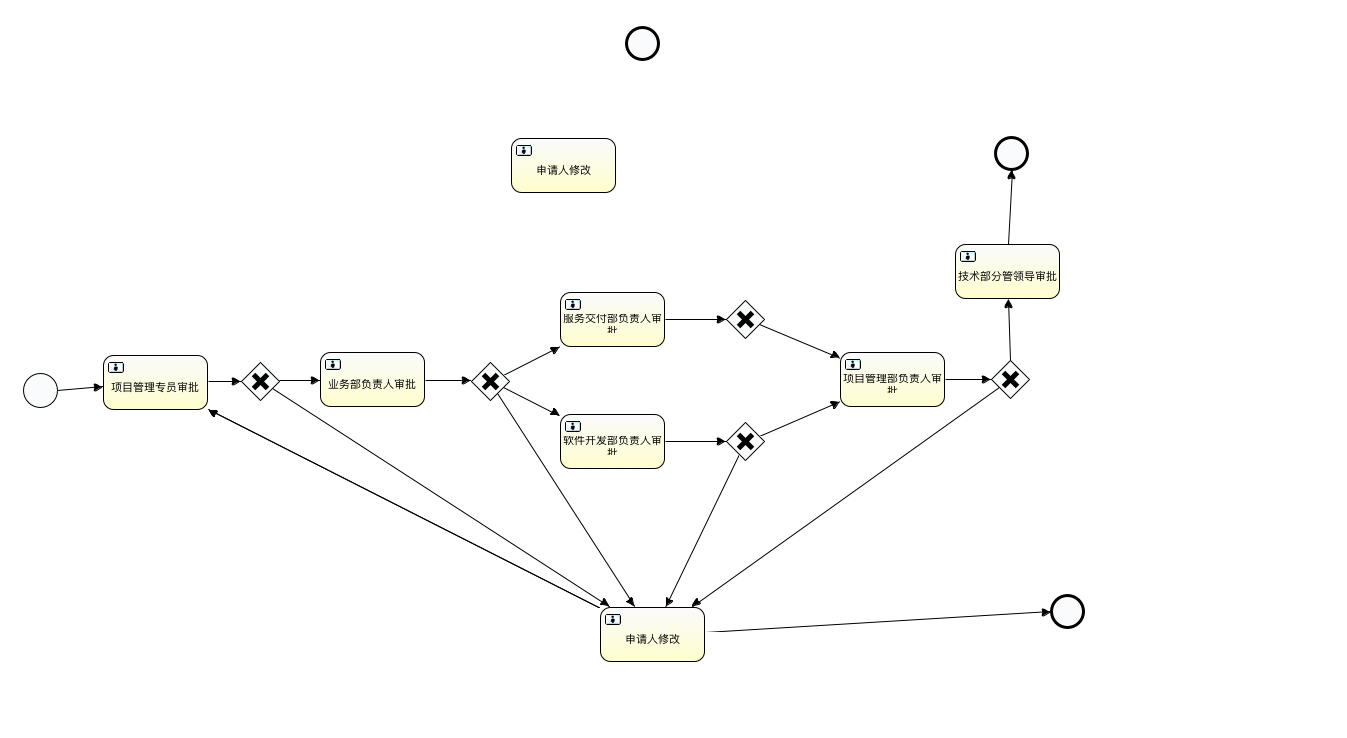 申请人修改
技术部分管领导审批
服务交付部负责人审
批
项目管理专员审批
业务部负责人审批
项目管理部负责人审
批
软件开发部负责人审
批
申请人修改